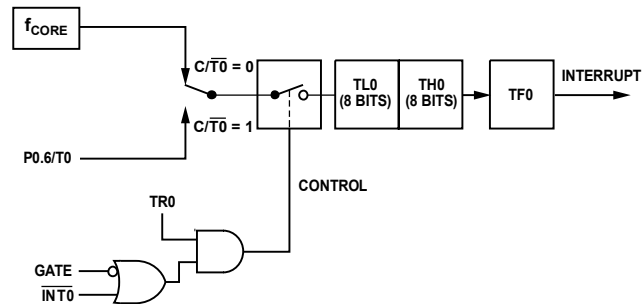 fCORE
C/T0̅ = 0
TL0
(8 BITS)
TH0
(8 BITS)
TF0
INTERRUPT
C/T0̅ = 1
P0.6/T0
CONTROL
TR0
GATE
I̅N̅T̅0̅